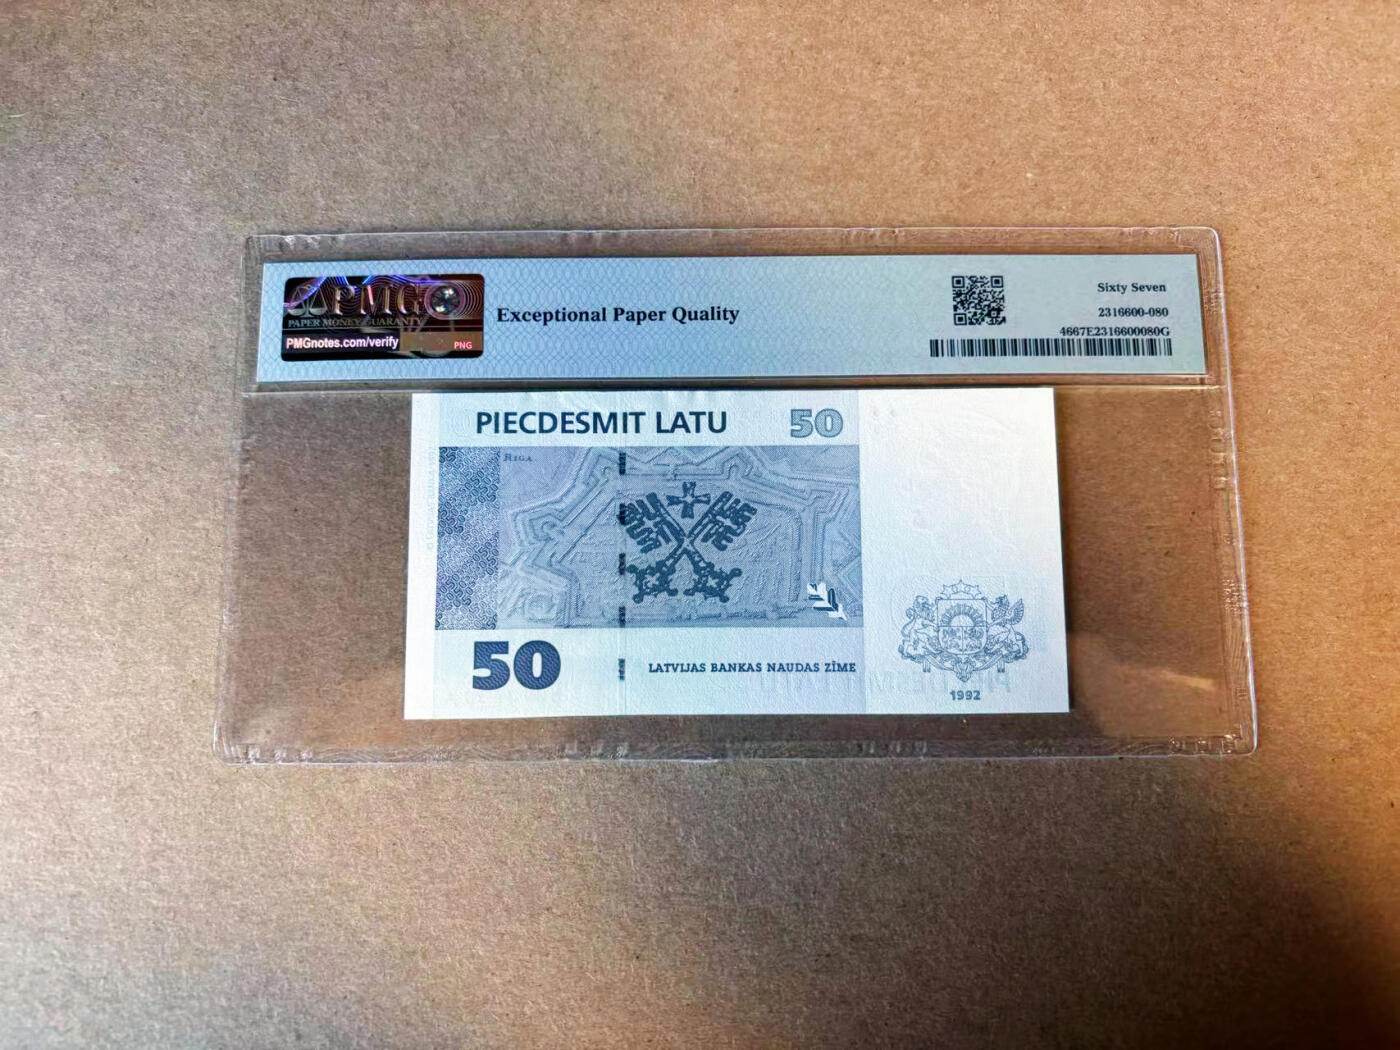 PMG
PAPER MONEY GUARANTY
PMGnotes.com/verify
PNG
Exceptional Paper Quality
Sixty Seven
2316600-080
4667E2316600080G
PIECDESMIT LATU
50
RIGA
50
LATVIJAS BANKAS NAUDAS ZĪME
1992